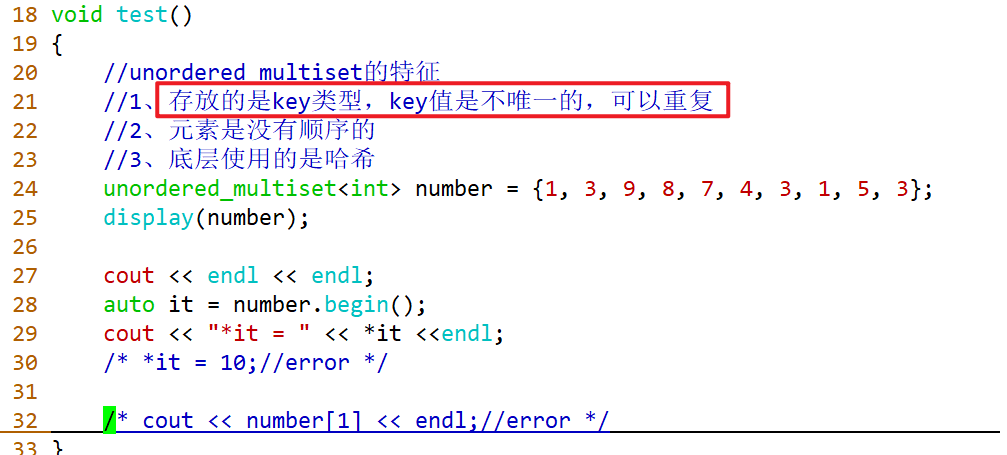 18 void test()
19 {
20     //unordered_multiset的特征
21     //1、存放的是key类型，key值是不唯一的，可以重复
22     //2、元素是没有顺序的
23     //3、底层使用的是哈希
24     unordered_multiset<int> number = {1, 3, 9, 8, 7, 4, 3, 1, 5, 3};
25     display(number);
26
27     cout << endl << endl;
28     auto it = number.begin();
29     cout << "*it = " << *it <<endl;
30     /* *it = 10;//error */
31
32     /* cout << number[1] << endl;//error */
33 }